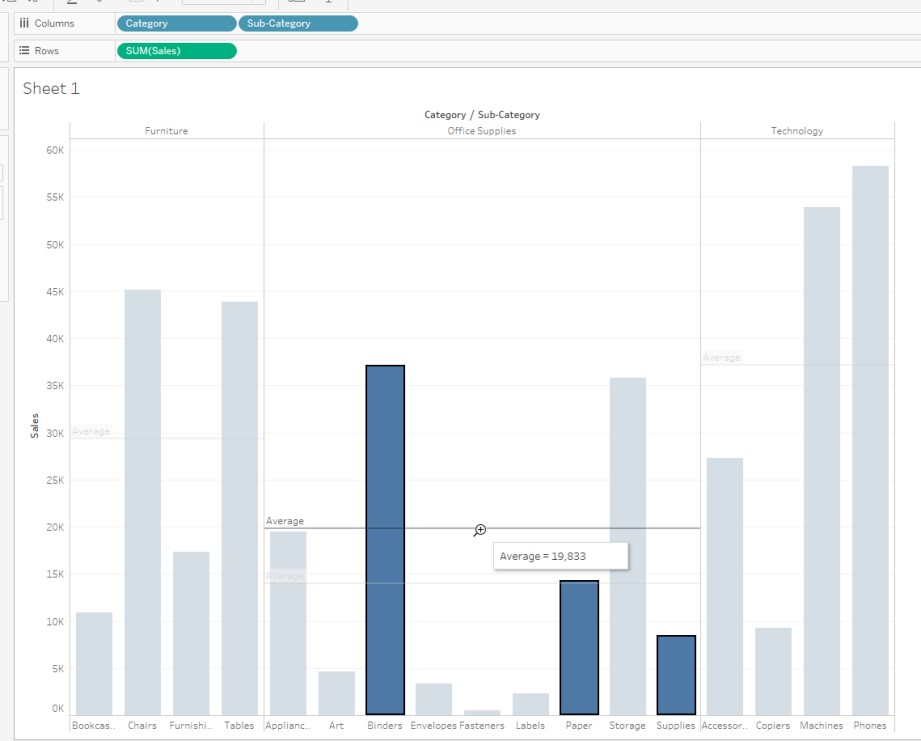 Columns Category Sub-Category
Rows SUM(Sales)
Sheet 1
Category / Sub-Category
Furniture Office Supplies Technology
60K
55K
50K
45K
40K
Average
35K
Sales
30K
Average
25K
20K
Average
Average = 19,833
15K
Average
10K
5K
0K
Bookcas.. Chairs Furnishi.. Tables Applianc.. Art Binders Envelopes Fasteners Labels Paper Storage Supplies Accessor.. Copiers Machines Phones